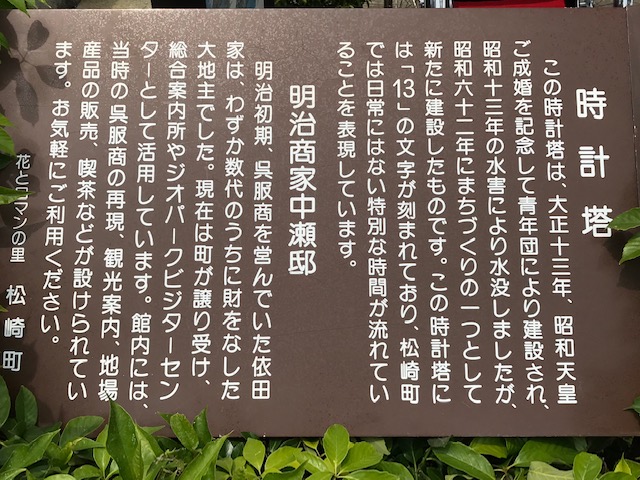 時計塔
この時計塔は、大正十三年、昭和天皇
ご成婚を記念して青年団により建設され、
昭和十三年の水害により水没しましたが、
昭和六十二年にまちづくりの一つとして
新たに建設したものです。この時計塔に
は「13」の文字が刻まれており、松崎町
では日常にはない特別な時間が流れてい
ることを表現しています。
明治商家中瀬邸
明治初期、呉服商を営んでいた依田
家は、わずか数代のうちに財をなした
大地主でした。現在は町が譲り受け、
総合案内所やジオパークビジターセン
ターとして活用しています。館内には、
当時の呉服商の再現、観光案内、地場
産品の販売、喫茶などが設けられてい
ます。お気軽にご利用ください。
花とロマンの里 松崎町